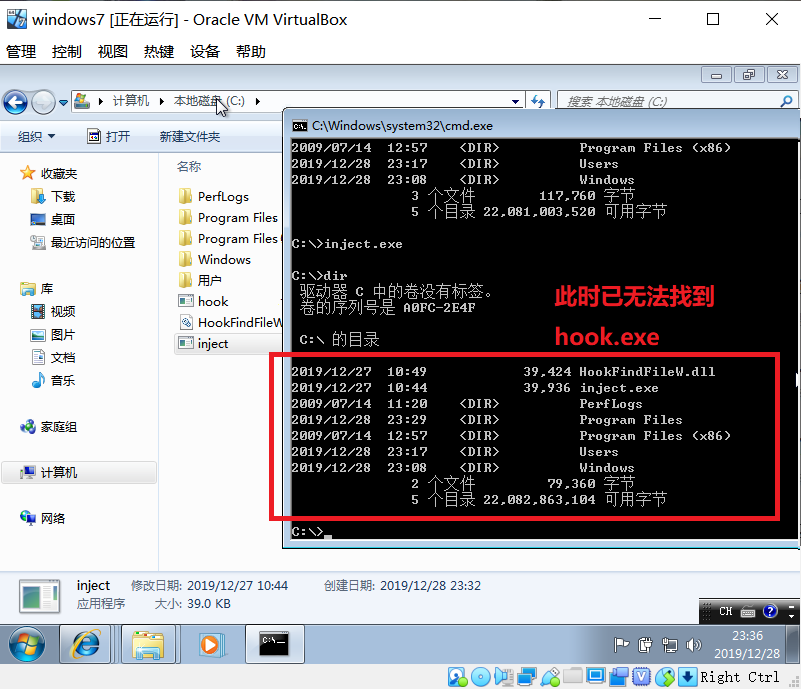 windows7 [正在运行] - Oracle VM VirtualBox
管理 控制 视图 热键 设备 帮助
计算机 本地磁盘 (C:)
搜索 本地磁盘 (C:)
组织 打开 新建文件夹
收藏夹
下载
桌面
最近访问的位置
库
视频
图片
文档
音乐
家庭组
计算机
网络
名称
PerfLogs
Program Files
Program Files
Windows
用户
hook
HookFindFileW
inject
C:\Windows\system32\cmd.exe
2009/07/14 12:57 <DIR> Program Files (x86)
2019/12/28 23:17 <DIR> Users
2019/12/28 23:08 <DIR> Windows
3 个文件 117,760 字节
5 个目录 22,081,003,520 可用字节
C:\>inject.exe
C:\>dir
驱动器 C 中的卷没有标签。
卷的序列号是 A0FC-2E4F
C:\ 的目录
2019/12/27 10:49 39,424 HookFindFileW.dll
2019/12/27 10:44 39,936 inject.exe
2009/07/14 11:20 <DIR> PerfLogs
2019/12/28 23:29 <DIR> Program Files
2009/07/14 12:57 <DIR> Program Files (x86)
2019/12/28 23:17 <DIR> Users
2019/12/28 23:08 <DIR> Windows
2 个文件 79,360 字节
5 个目录 22,082,863,104 可用字节
C:\>
此时已无法找到
hook.exe
inject 修改日期: 2019/12/27 10:44 创建日期: 2019/12/28 23:32
应用程序 大小: 39.0 KB
CH
23:36
2019/12/28
Right Ctrl